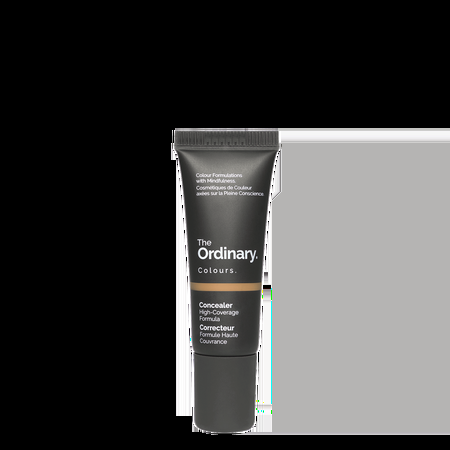 Colour Formulations
with Mindfulness.
Cosmétiques de Couleur
axées sur la Pleine Conscience.
The
Ordinary.
Colours.
Concealer
High-Coverage
Formula
Correcteur
Formule Haute
Couvrance